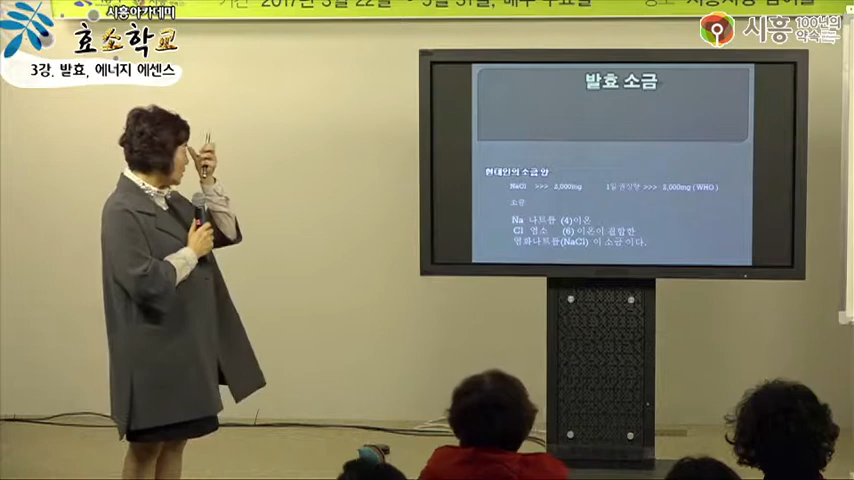 시흥아카데미
효소학교
3강. 발효, 에너지 에센스
2017년 3월 22일 ~ 5월 31일, 매주 수요일
시흥 100년의 약속
발효 소금
현대인의 소금 양
NaCl >>> 2,000mg 1일 권장량 >>> 2,000mg (WHO)
소금
Na 나트륨 (4)이온
Cl 염소 (6) 이온이 결합한
염화나트륨(NaCl) 이 소금 이다.